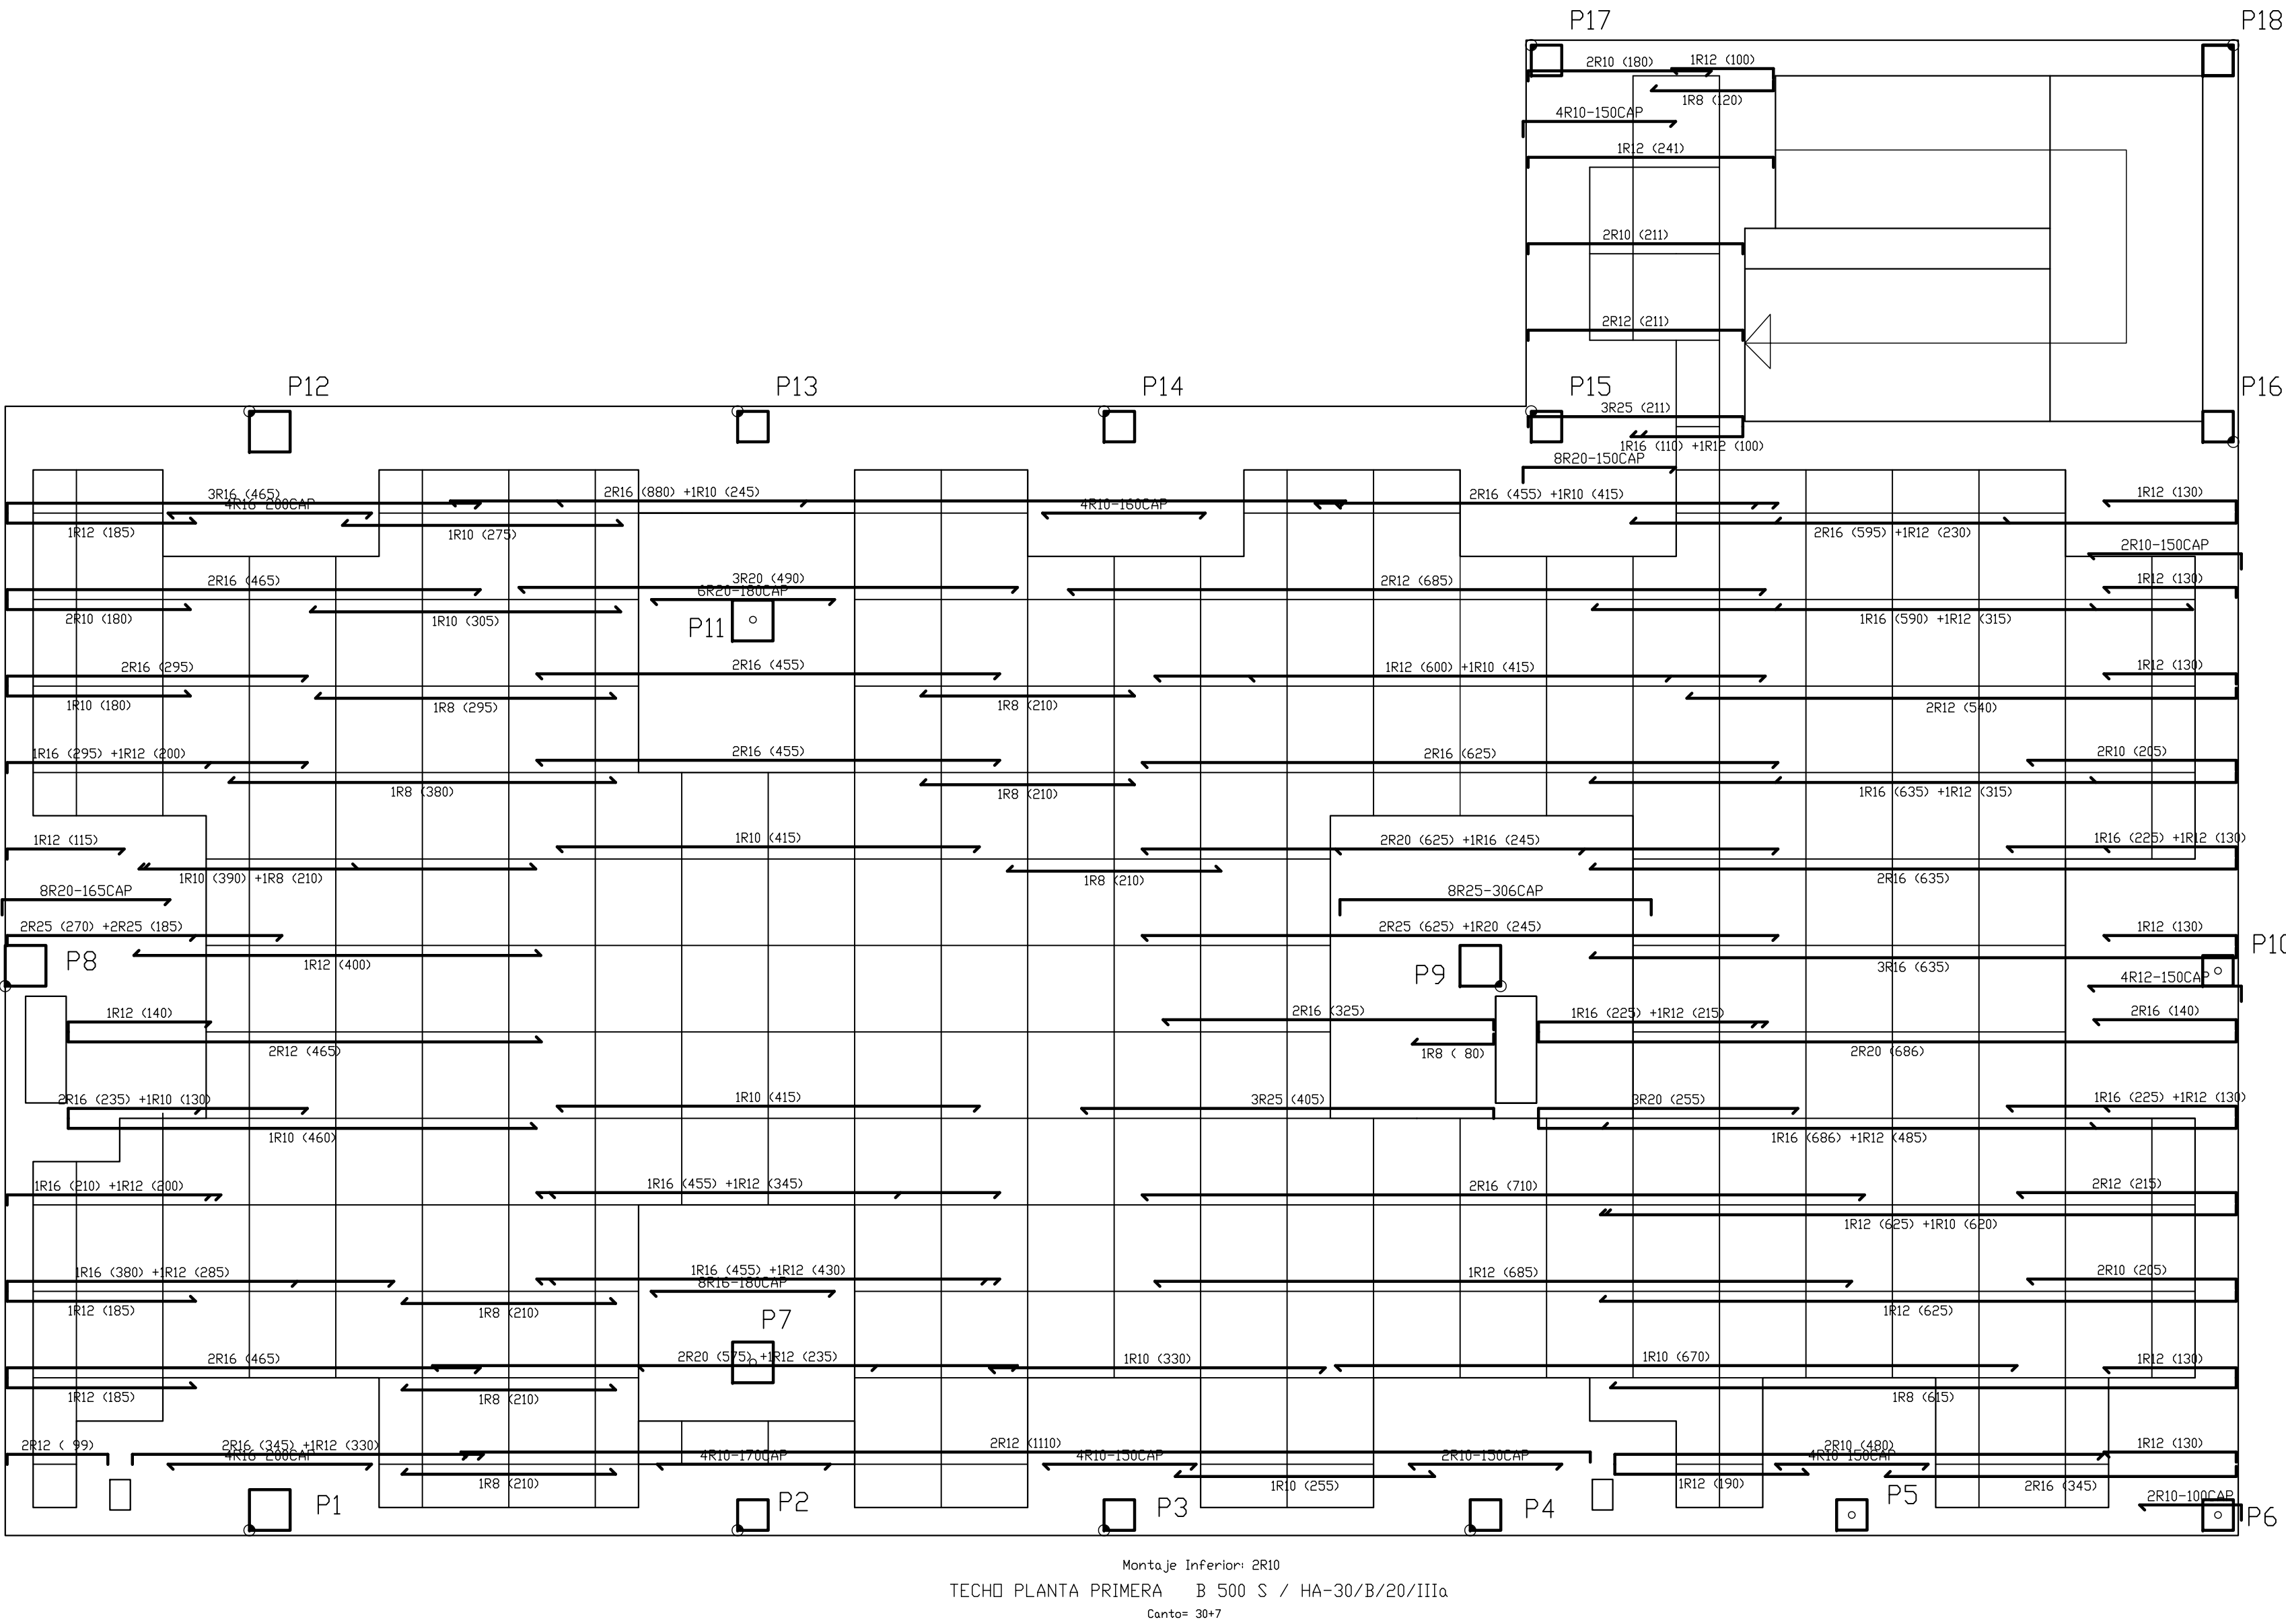 P17
P18
1R12 (100)
2R10 (180)
1R8 (120)
4R10-150CAP
1R12 (241)
2R10 (211)
2R12 (211)
P12
P13
P14
P15
P16
3R25 (211)
1R16 (110) +1R12 (100)
8R20-150CAP
3R16 (465)
2R16 (880) +1R10 (245)
2R16 (455) +1R10 (415)
1R12 (130)
4R16-200CAP
4R10-160CAP
1R12 (185)
1R10 (275)
2R16 (595) +1R12 (230)
2R10-150CAP
2R16 (465)
3R20 (490)
2R12 (685)
1R12 (130)
6R20-180CAP
2R10 (180)
1R10 (305)
1R16 (590) +1R12 (315)
P11
2R16 (295)
2R16 (455)
1R12 (600) +1R10 (415)
1R12 (130)
1R10 (180)
1R8 (295)
1R8 (210)
2R12 (540)
1R16 (295) +1R12 (200)
2R16 (455)
2R16 (625)
2R10 (205)
1R8 (380)
1R8 (210)
1R16 (635) +1R12 (315)
1R12 (115)
1R10 (415)
2R20 (625) +1R16 (245)
1R16 (225) +1R12 (130)
1R10 (390) +1R8 (210)
1R8 (210)
2R16 (635)
8R20-165CAP
8R25-306CAP
2R25 (270) +2R25 (185)
2R25 (625) +1R20 (245)
1R12 (130)
P10
P8
1R12 (400)
P9
3R16 (635)
4R12-150CAP
1R12 (140)
2R16 (325)
1R16 (225) +1R12 (215)
2R16 (140)
2R12 (465)
1R8 ( 80)
2R20 (686)
2R16 (235) +1R10 (130)
1R10 (415)
3R25 (405)
3R20 (255)
1R16 (225) +1R12 (130)
1R10 (460)
1R16 (686) +1R12 (485)
1R16 (210) +1R12 (200)
1R16 (455) +1R12 (345)
2R16 (710)
2R12 (215)
1R12 (625) +1R10 (620)
1R16 (380) +1R12 (285)
1R16 (455) +1R12 (430)
1R12 (685)
2R10 (205)
8R16-180CAP
1R12 (185)
1R8 (210)
1R12 (625)
P7
2R16 (465)
2R20 (575) +1R12 (235)
1R10 (330)
1R10 (670)
1R12 (130)
1R12 (185)
1R8 (210)
1R8 (615)
2R12 ( 99)
2R16 (345) +1R12 (330)
2R12 (1110)
2R10 (480)
1R12 (130)
4R16-200CAP
4R10-170CAP
4R10-150CAP
2R10-150CAP
4R10-150CAP
1R8 (210)
1R10 (255)
1R12 (190)
2R16 (345)
2R10-100CAP
P1
P2
P3
P4
P5
P6
Montaje Inferior: 2R10
TECHO PLANTA PRIMERA B 500 S / HA-30/B/20/IIIa
Canto= 30+7